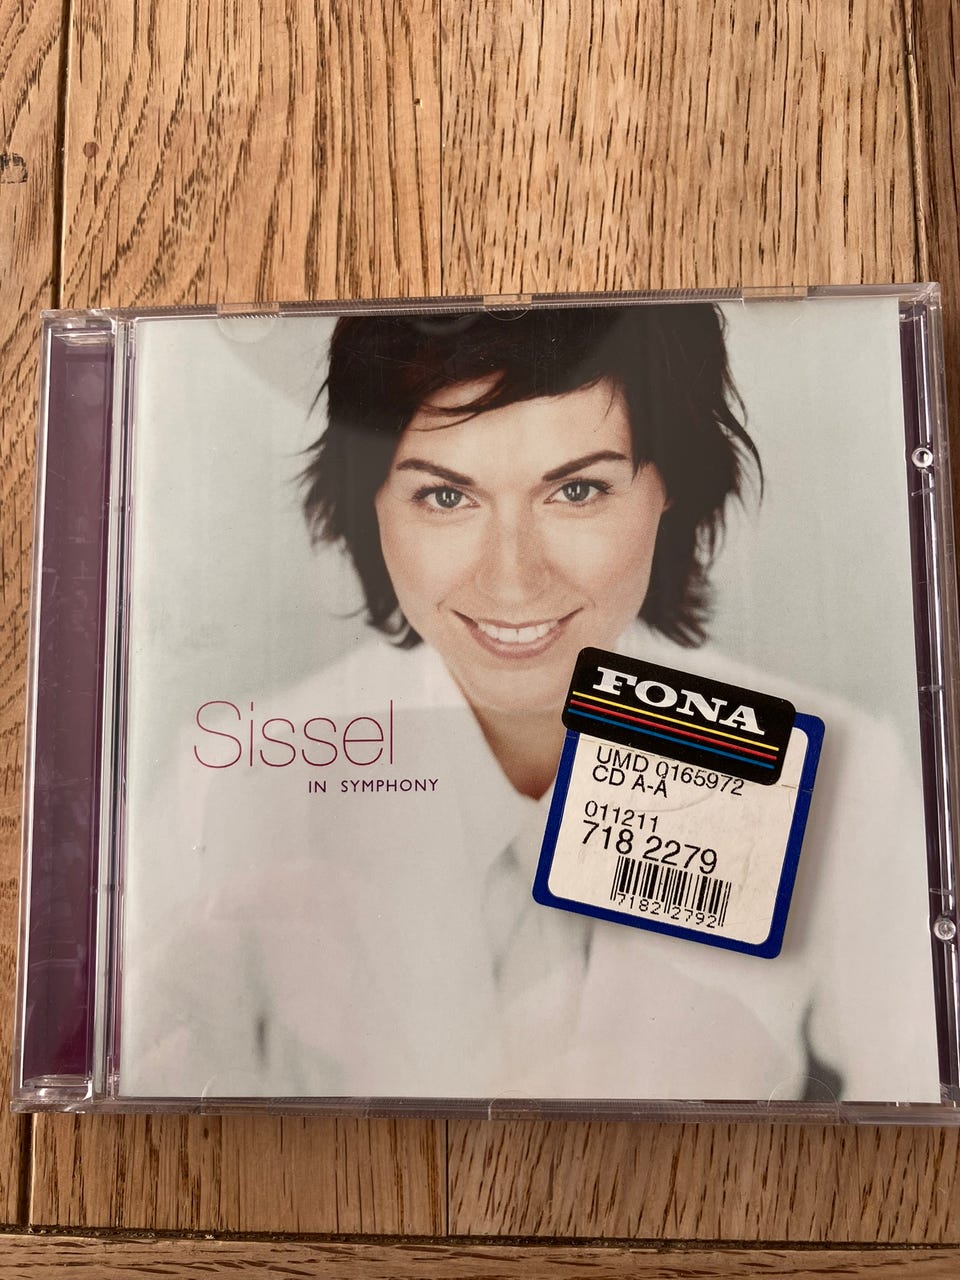 Sissel
IN SYMPHONY
FONA
UMD 0165972
CD A-Å
011211
718 2279
7182 2792